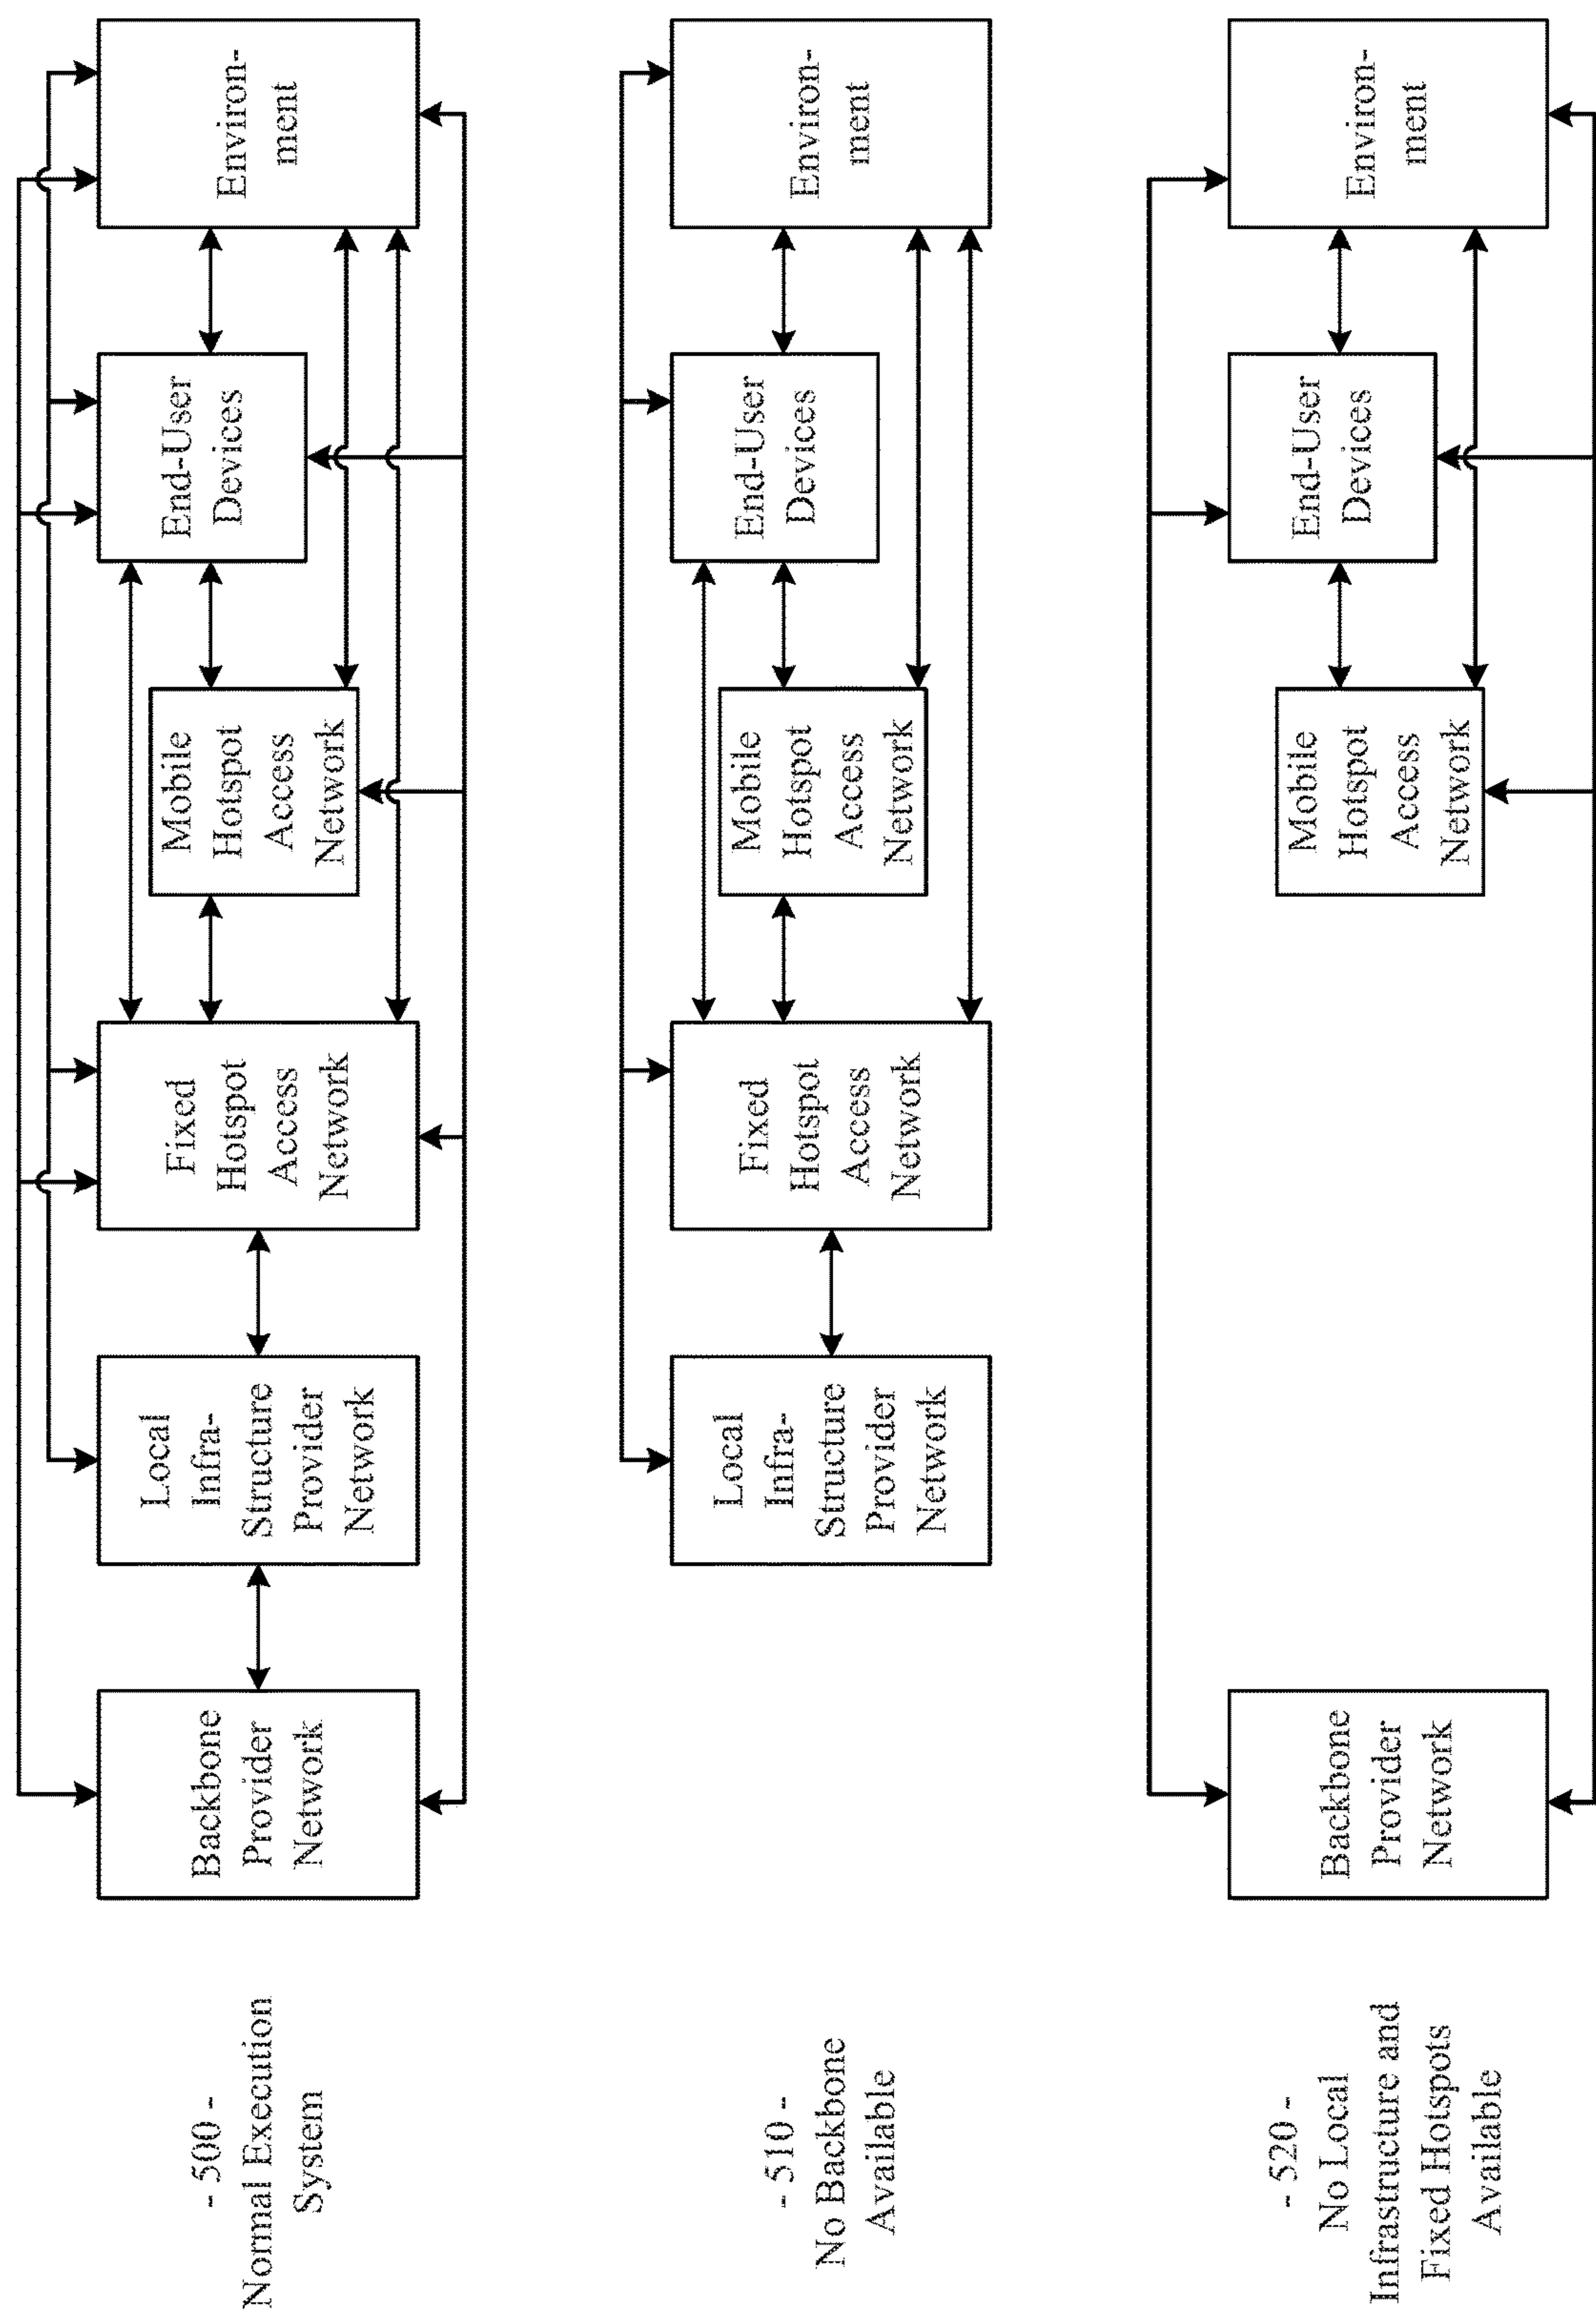 - 500 -
Normal Execution
System
Backbone
Provider
Network
Local
Infra-
Structure
Provider
Network
Fixed
Hotspot
Access
Network
Mobile
Hotspot
Access
Network
End-User
Devices
Environ-
ment
- 510 -
No Backbone
Available
Local
Infra-
Structure
Provider
Network
Fixed
Hotspot
Access
Network
Mobile
Hotspot
Access
Network
End-User
Devices
Environ-
ment
- 520 -
No Local
Infrastructure and
Fixed Hotspots
Available
Backbone
Provider
Network
Mobile
Hotspot
Access
Network
End-User
Devices
Environ-
ment